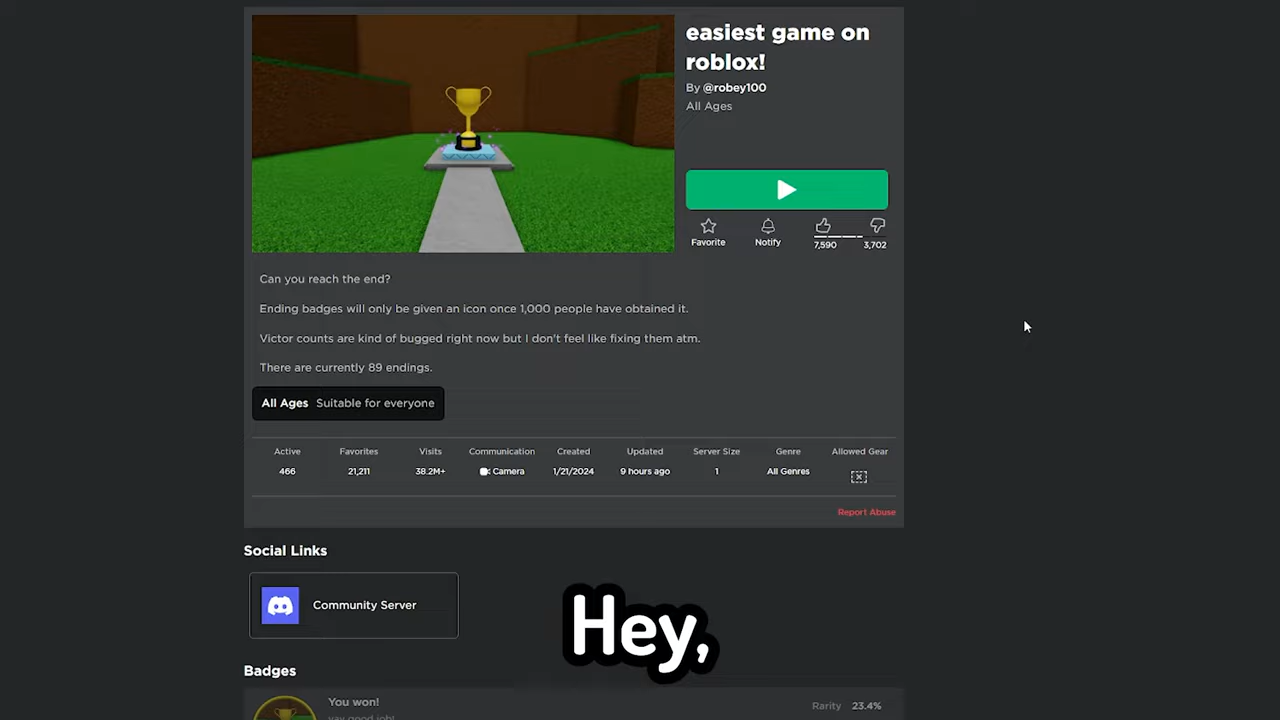 easiest game on
roblox!
By @robey100
All Ages
Favorite
Notify
7,590
3,702
Can you reach the end?
Ending badges will only be given an icon once 1,000 people have obtained it.
Victor counts are kind of bugged right now but I don't feel like fixing them atm.
There are currently 89 endings.
All Ages Suitable for everyone
Active Favorites Visits Communication Created Updated Server Size Genre Allowed Gear
466 21,211 38.2M+ Camera 1/21/2024 9 hours ago 1 All Genres
Report Abuse
Social Links
Community Server
Hey,
Badges
You won!
yay good job!
Rarity 23.4%